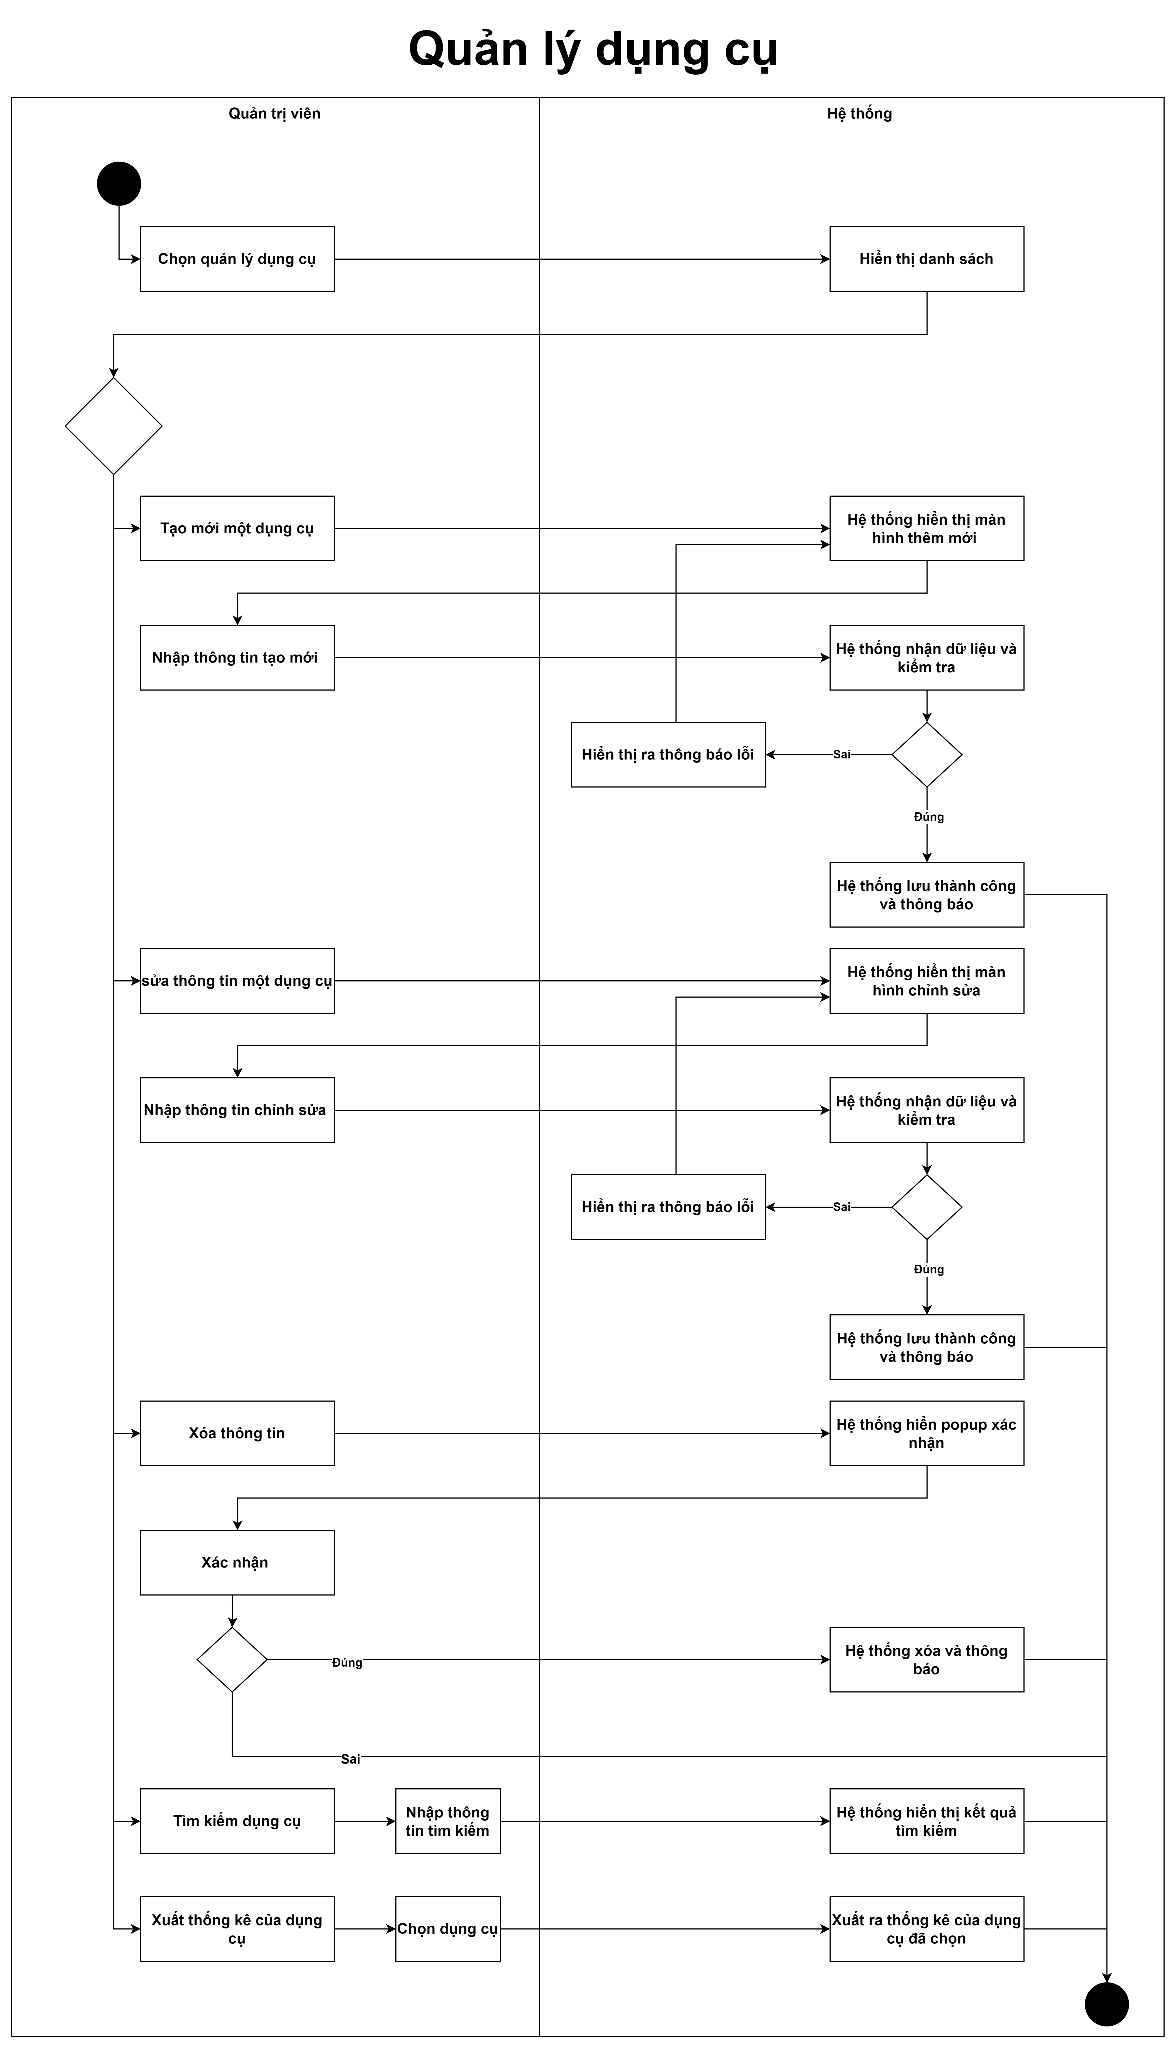 Quản lý dụng cụ
Quản trị viên
Hệ thống
Chọn quản lý dụng cụ
Hiển thị danh sách
Tạo mới một dụng cụ
Hệ thống hiển thị màn
hình thêm mới
Nhập thông tin tạo mới
Hệ thống nhận dữ liệu và
kiểm tra
Hiển thị ra thông báo lỗi
Sai
Đúng
Hệ thống lưu thành công
và thông báo
sửa thông tin một dụng cụ
Hệ thống hiển thị màn
hình chỉnh sửa
Nhập thông tin chỉnh sửa
Hệ thống nhận dữ liệu và
kiểm tra
Hiển thị ra thông báo lỗi
Sai
Đúng
Hệ thống lưu thành công
và thông báo
Xóa thông tin
Hệ thống hiển popup xác
nhận
Xác nhận
Đúng
Hệ thống xóa và thông
báo
Sai
Tìm kiếm dụng cụ
Nhập thông
tin tìm kiếm
Hệ thống hiển thị kết quả
tìm kiếm
Xuất thống kê của dụng
cụ
Chọn dụng cụ
Xuất ra thống kê của dụng
cụ đã chọn